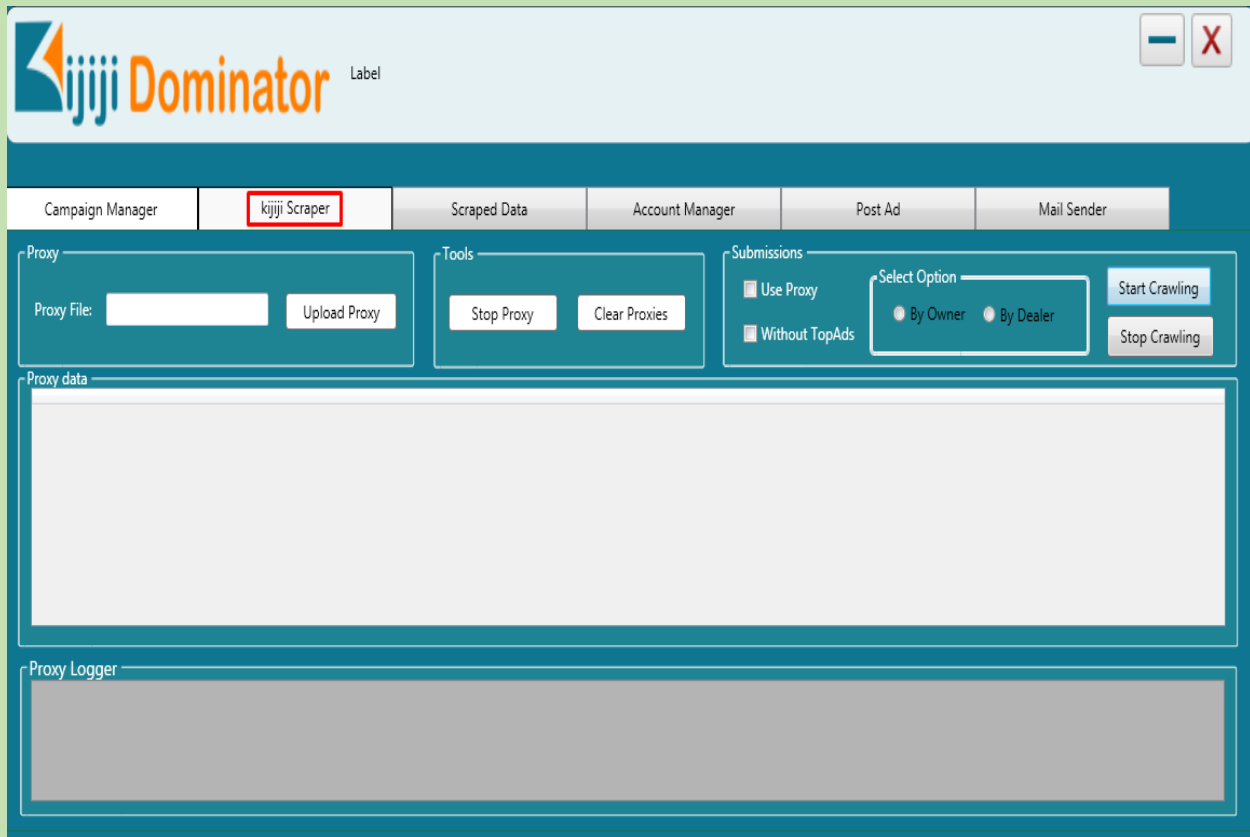 Kijiji Dominator
Label
X
Campaign Manager
kijiji Scraper
Scraped Data
Account Manager
Post Ad
Mail Sender
Proxy
Proxy File:
Upload Proxy
Tools
Stop Proxy
Clear Proxies
Submissions
Use Proxy
Without TopAds
Select Option
By Owner
By Dealer
Start Crawling
Stop Crawling
Proxy data
Proxy Logger